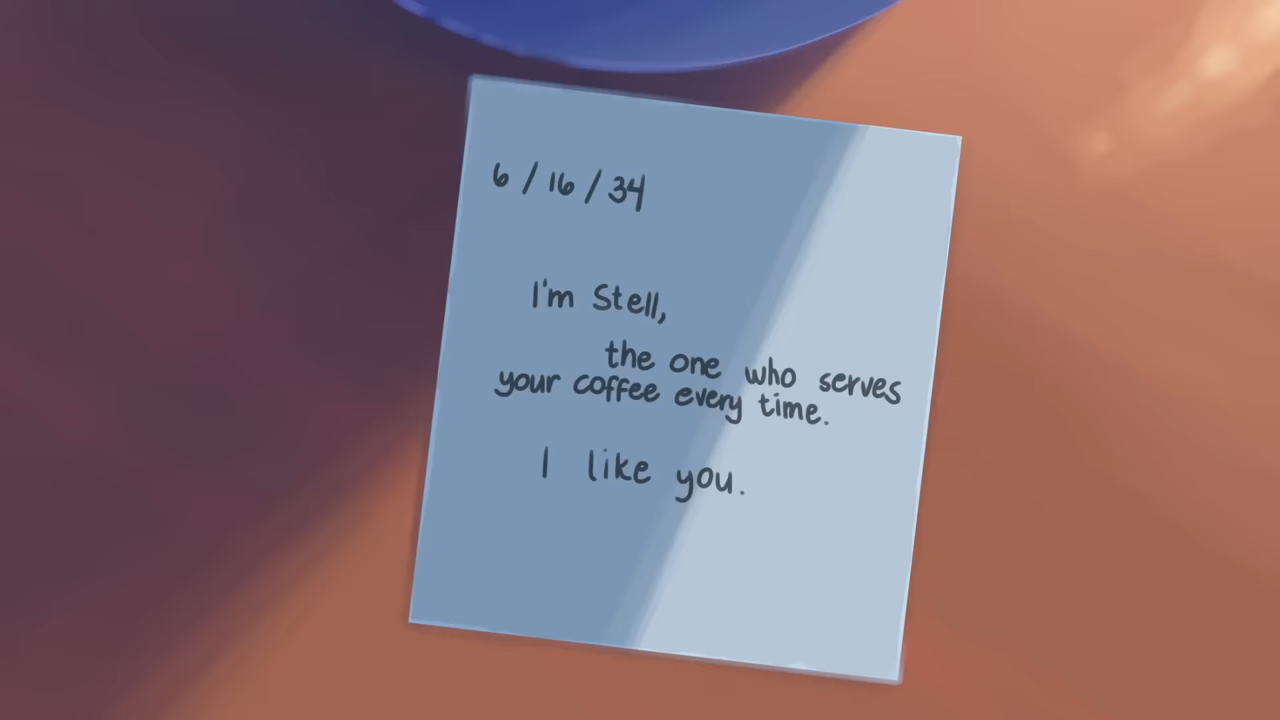 6/16/34
I'm Stell,
the one who serves
your coffee every time.
I like you.